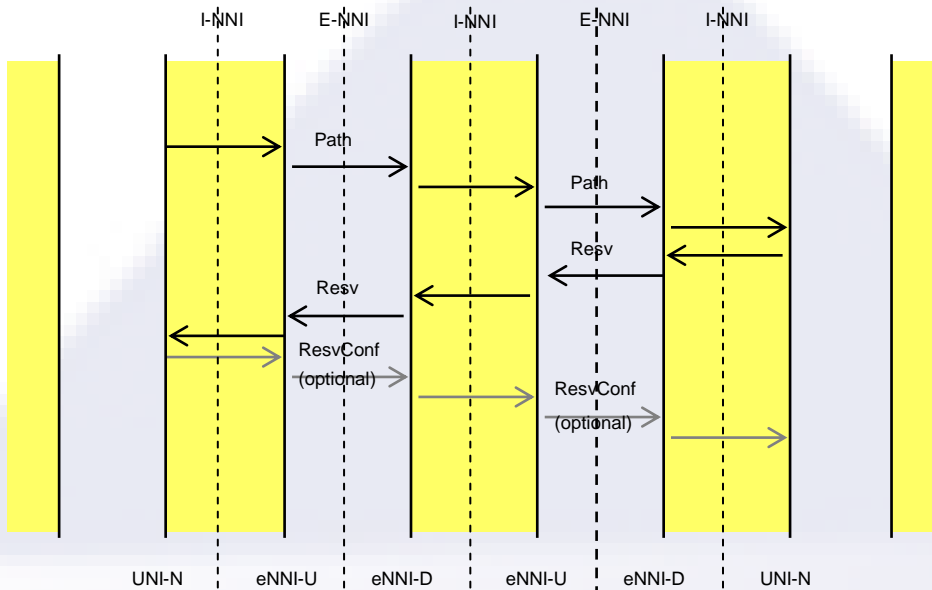 I-NNI E-NNI I-NNI E-NNI I-NNI
Path
Path
Resv
Resv
ResvConf
(optional)
ResvConf
(optional)
UNI-N eNNI-U eNNI-D eNNI-U eNNI-D UNI-N